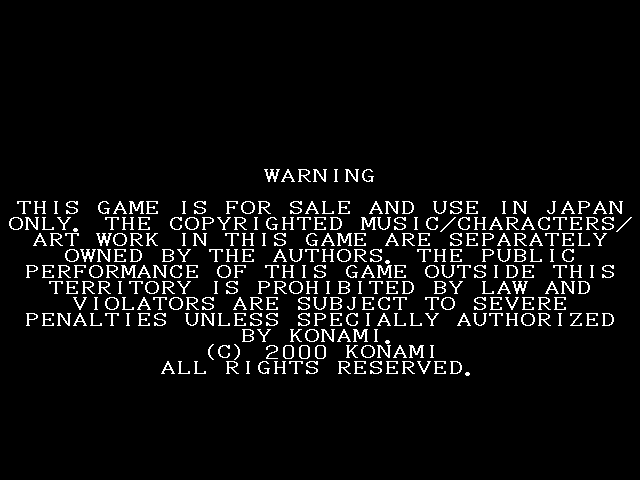 WARNING
THIS GAME IS FOR SALE AND USE IN JAPAN
ONLY. THE COPYRIGHTED MUSIC/CHARACTERS/
ART WORK IN THIS GAME ARE SEPARATELY
OWNED BY THE AUTHORS. THE PUBLIC
PERFORMANCE OF THIS GAME OUTSIDE THIS
TERRITORY IS PROHIBITED BY LAW AND
VIOLATORS ARE SUBJECT TO SEVERE
PENALTIES UNLESS SPECIALLY AUTHORIZED
BY KONAMI.
(C) 2000 KONAMI
ALL RIGHTS RESERVED.